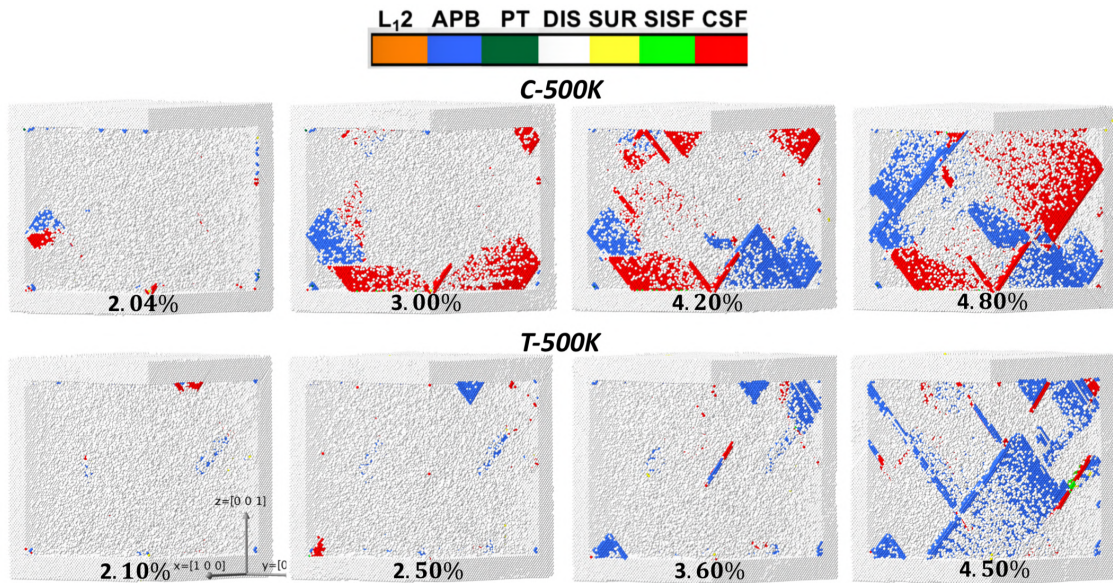 L₁2 APB PT DIS SUR SISF CSF
C-500K
2.04% 3.00% 4.20% 4.80%
T-500K
z=[0 0 1]
x=[1 0 0] y=[0
2.10% 2.50% 3.60% 4.50%